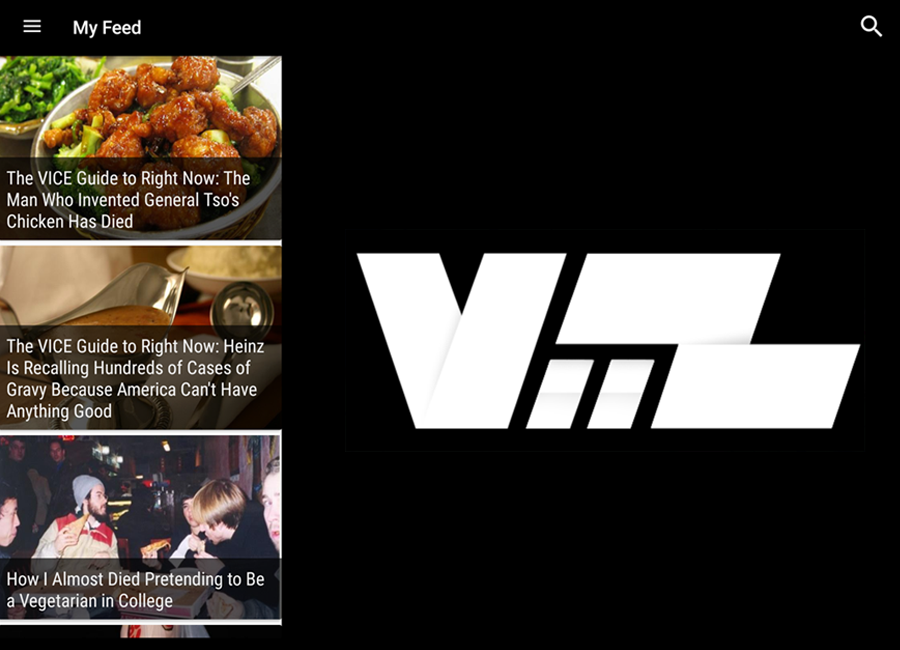 My Feed
The VICE Guide to Right Now: The
Man Who Invented General Tso's
Chicken Has Died
The VICE Guide to Right Now: Heinz
Is Recalling Hundreds of Cases of
Gravy Because America Can't Have
Anything Good
How I Almost Died Pretending to Be
a Vegetarian in College